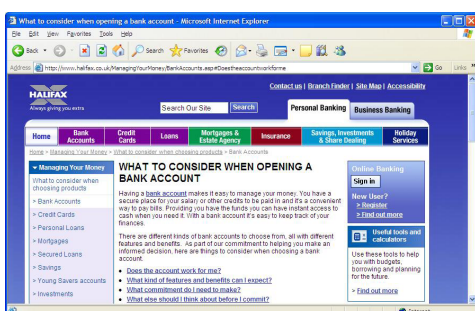 What to consider when opening a bank account - Microsoft Internet Explorer
File Edit View Favorites Tools Help
Back Search Favorites
Address http://www.halifax.co.uk/ManagingYourMoney/BankAccounts.asp#Doestheaccountworkforme Go Links »
Contact us | Branch Finder | Site Map | Accessibility
HALIFAX
Always giving you extra
Search Our Site Search
Personal Banking Business Banking
Home Bank Accounts Credit Cards Loans Mortgages & Estate Agency Insurance Savings, Investments & Share Dealing Holiday Services
Home > Managing Your Money > What to consider when choosing products > Bank Accounts
Managing Your Money
What to consider when choosing products
> Bank Accounts
> Credit Cards
> Personal Loans
> Mortgages
> Secured Loans
> Savings
> Young Savers accounts
> Investments
WHAT TO CONSIDER WHEN OPENING A
BANK ACCOUNT
Having a bank account makes it easy to manage your money. You have a
secure place for your salary or other credits to be paid in and it's a convenient
way to pay bills. Providing you have the funds you can have instant access to
cash when you need it. With a bank account it's easy to keep track of your
finances.
There are different kinds of bank accounts to choose from, all with different
features and benefits. As part of our commitment to helping you make an
informed decision, here are things to consider when choosing a bank
account.
• Does the account work for me?
• What kind of features and benefits can I expect?
• What commitment do I need to make?
• What else should I think about before I commit?
Online Banking
Sign in
New User?
> Register
> Find out more
Useful tools and
calculators
Use these tools to help
you with budgets,
borrowing and planning
for the future.
> Find out more